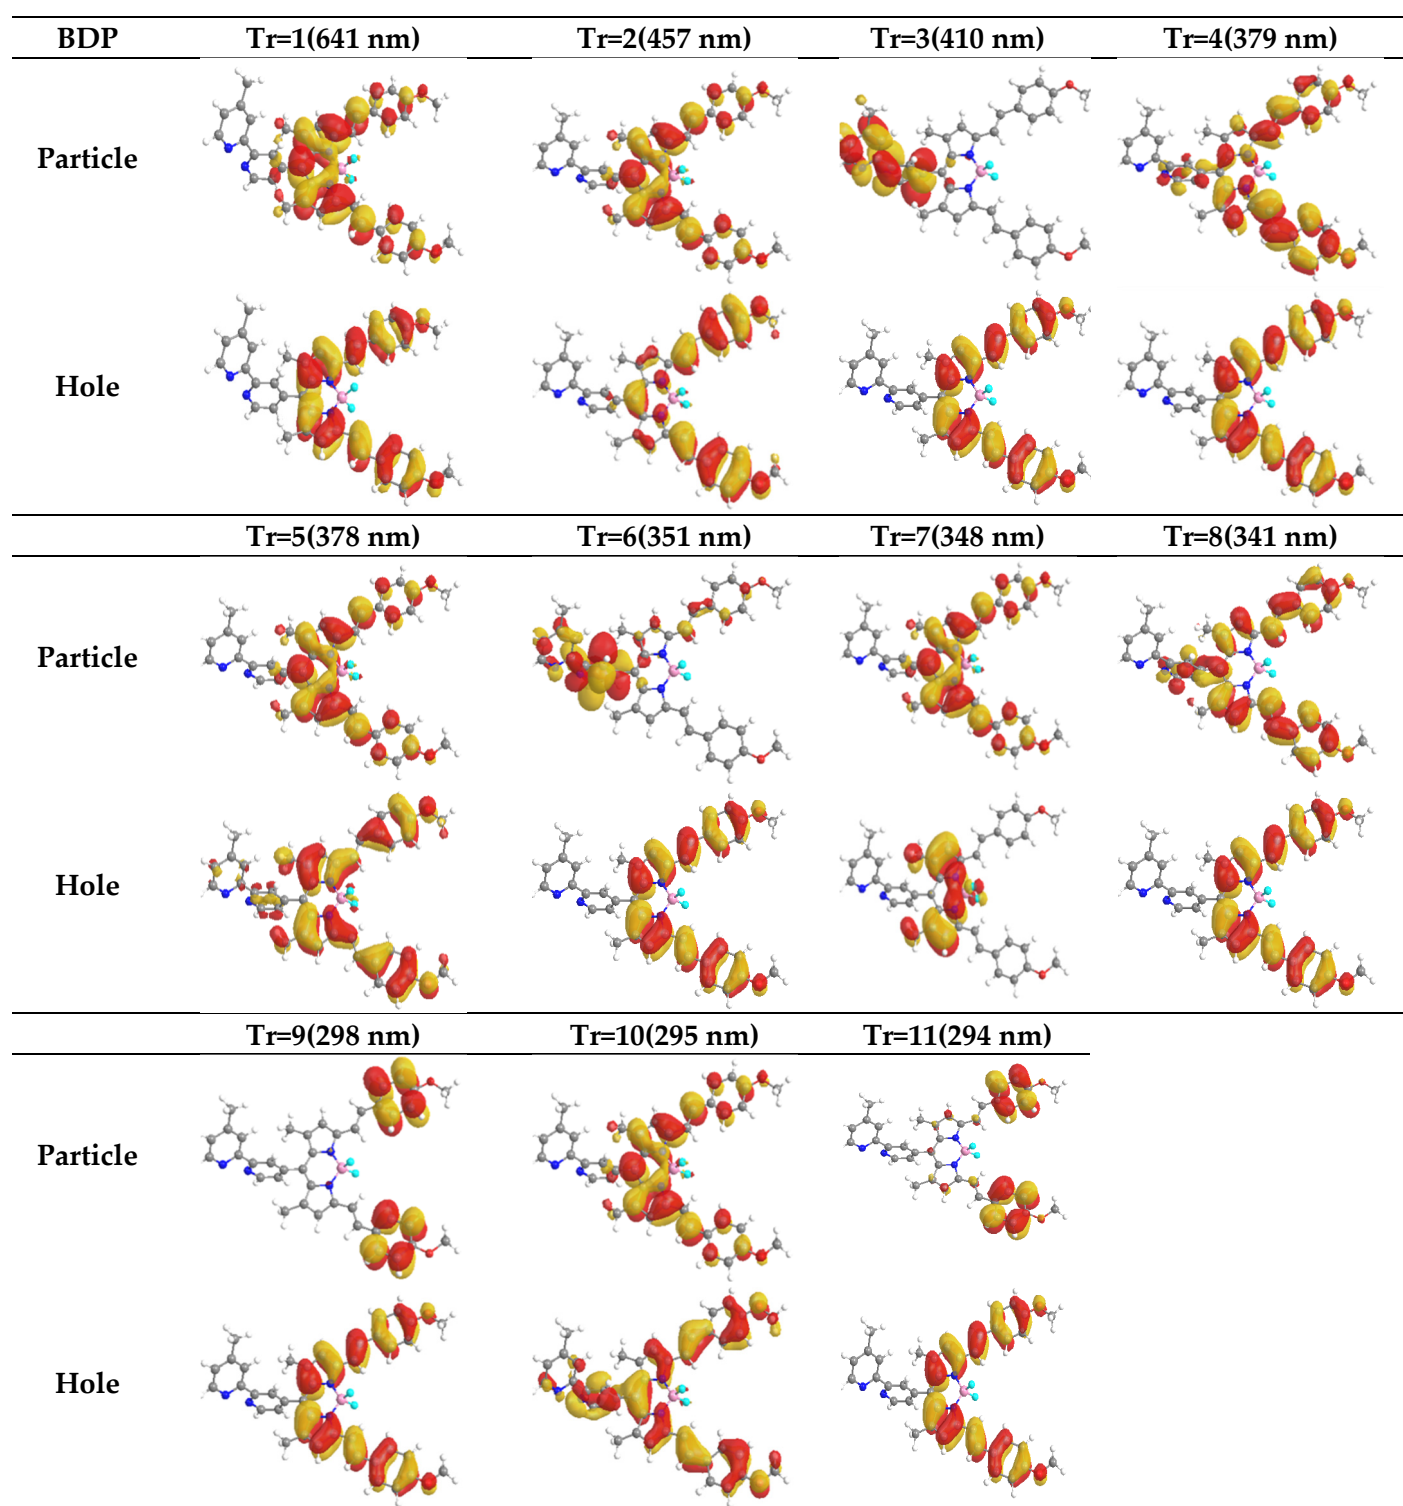 BDP Tr=1(641 nm) Tr=2(457 nm) Tr=3(410 nm) Tr=4(379 nm)
Particle
Hole
Tr=5(378 nm) Tr=6(351 nm) Tr=7(348 nm) Tr=8(341 nm)
Particle
Hole
Tr=9(298 nm) Tr=10(295 nm) Tr=11(294 nm)
Particle
Hole